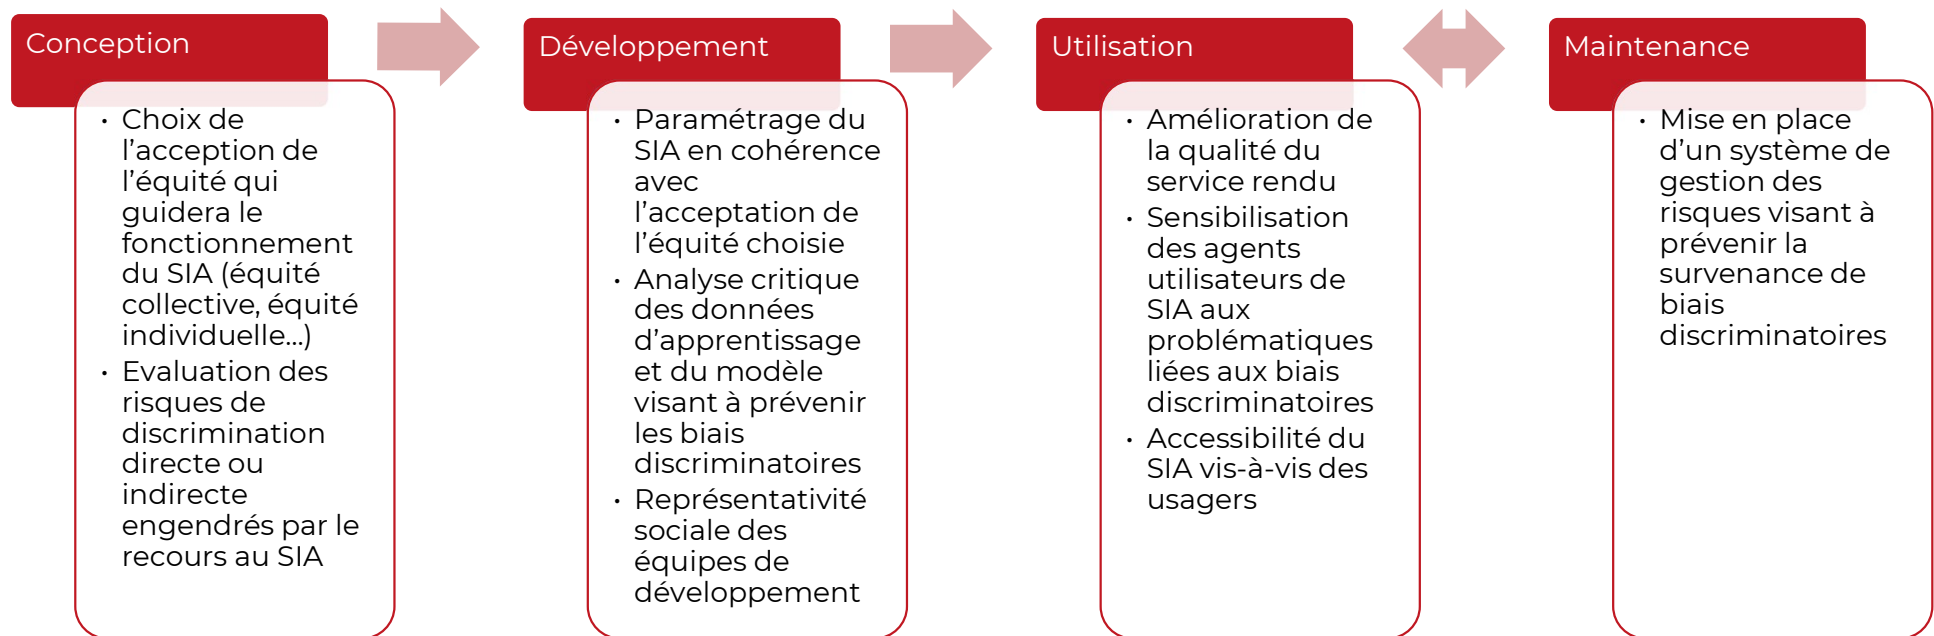 Conception
• Choix de
l’acception de
l’équité qui
guidera le
fonctionnement
du SIA (équité
collective, équité
individuelle…)
• Evaluation des
risques de
discrimination
directe ou
indirecte
engendrés par le
recours au SIA
Développement
• Paramétrage du
SIA en cohérence
avec
l’acceptation de
l’équité choisie
• Analyse critique
des données
d’apprentissage
et du modèle
visant à prévenir
les biais
discriminatoires
• Représentativité
sociale des
équipes de
développement
Utilisation
• Amélioration de
la qualité du
service rendu
• Sensibilisation
des agents
utilisateurs de
SIA aux
problématiques
liées aux biais
discriminatoires
• Accessibilité du
SIA vis-à-vis des
usagers
Maintenance
• Mise en place
d’un système de
gestion des
risques visant à
prévenir la
survenance de
biais
discriminatoires